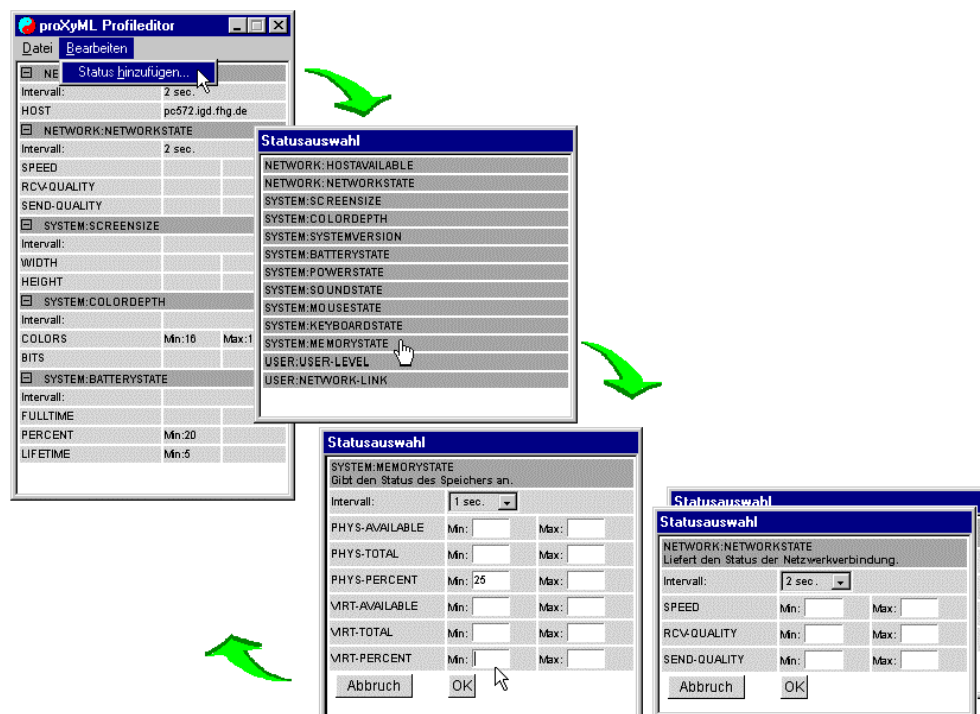 proXyML Profileditor
Datei Bearbeiten
Status hinzufügen...
NE
Intervall: 2 sec.
HOST pc572.igd.fhg.de
NETWORK:NETWORKSTATE
Intervall: 2 sec.
SPEED
RCV-QUALITY
SEND-QUALITY
SYSTEM:SCREENSIZE
Intervall:
WIDTH
HEIGHT
SYSTEM:COLORDEPTH
Intervall:
COLORS Min:16 Max:1
BITS
SYSTEM:BATTERYSTATE
Intervall:
FULLTIME
PERCENT Min:20
LIFETIME Min:5
Statusauswahl
NETWORK:HOSTAVAILABLE
NETWORK:NETWORKSTATE
SYSTEM:SCREENSIZE
SYSTEM:COLORDEPTH
SYSTEM:SYSTEMVERSION
SYSTEM:BATTERYSTATE
SYSTEM:POWERSTATE
SYSTEM:SOUNDSTATE
SYSTEM:MOUSESTATE
SYSTEM:KEYBOARDSTATE
SYSTEM:MEMORYSTATE
USER:USER-LEVEL
USER:NETWORK-LINK
Statusauswahl
SYSTEM:MEMORYSTATE
Gibt den Status des Speichers an.
Intervall: 1 sec.
PHYS-AVAILABLE Min: Max:
PHYS-TOTAL Min: Max:
PHYS-PERCENT Min: 25 Max:
VIRT-AVAILABLE Min: Max:
VIRT-TOTAL Min: Max:
VIRT-PERCENT Min: Max:
Abbruch OK
Statusauswahl
Statusauswahl
NETWORK:NETWORKSTATE
Liefert den Status der Netzwerkverbindung.
Intervall: 2 sec.
SPEED Min: Max:
RCV-QUALITY Min: Max:
SEND-QUALITY Min: Max:
Abbruch OK